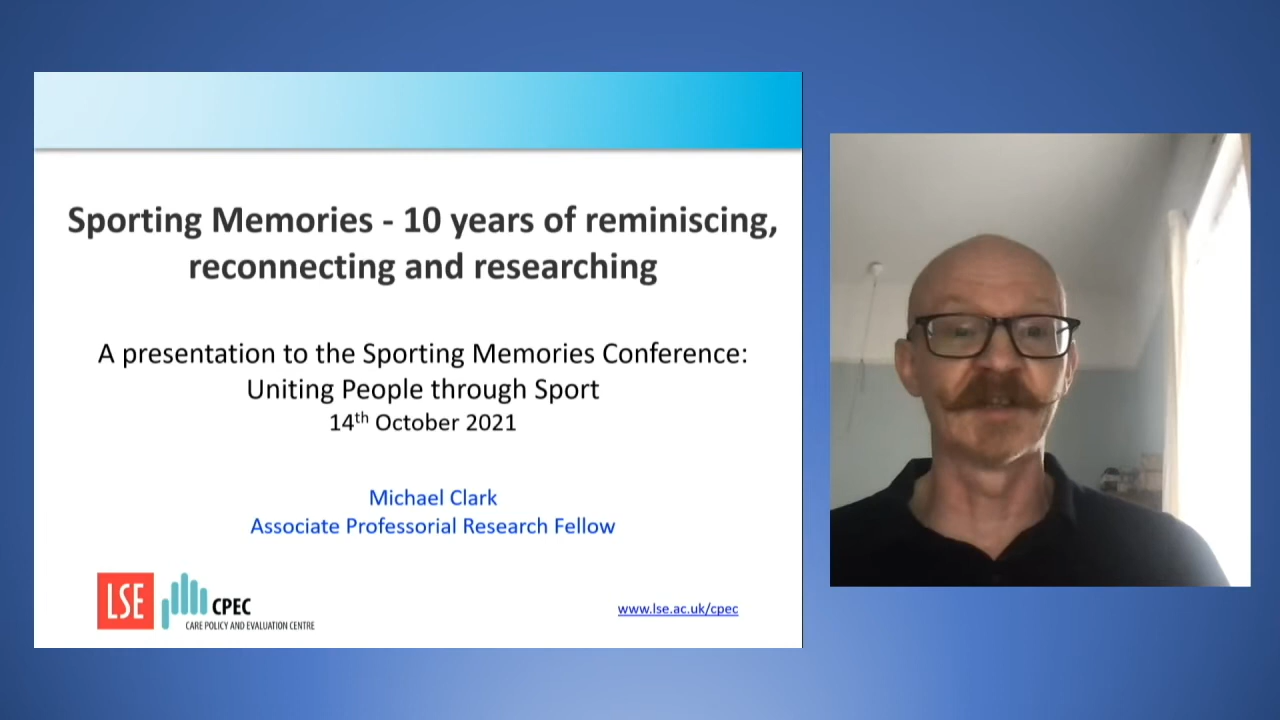 Sporting Memories - 10 years of reminiscing,
reconnecting and researching
A presentation to the Sporting Memories Conference:
Uniting People through Sport
14th October 2021
Michael Clark
Associate Professorial Research Fellow
LSE CPEC
CARE POLICY AND EVALUATION CENTRE
www.lse.ac.uk/cpec